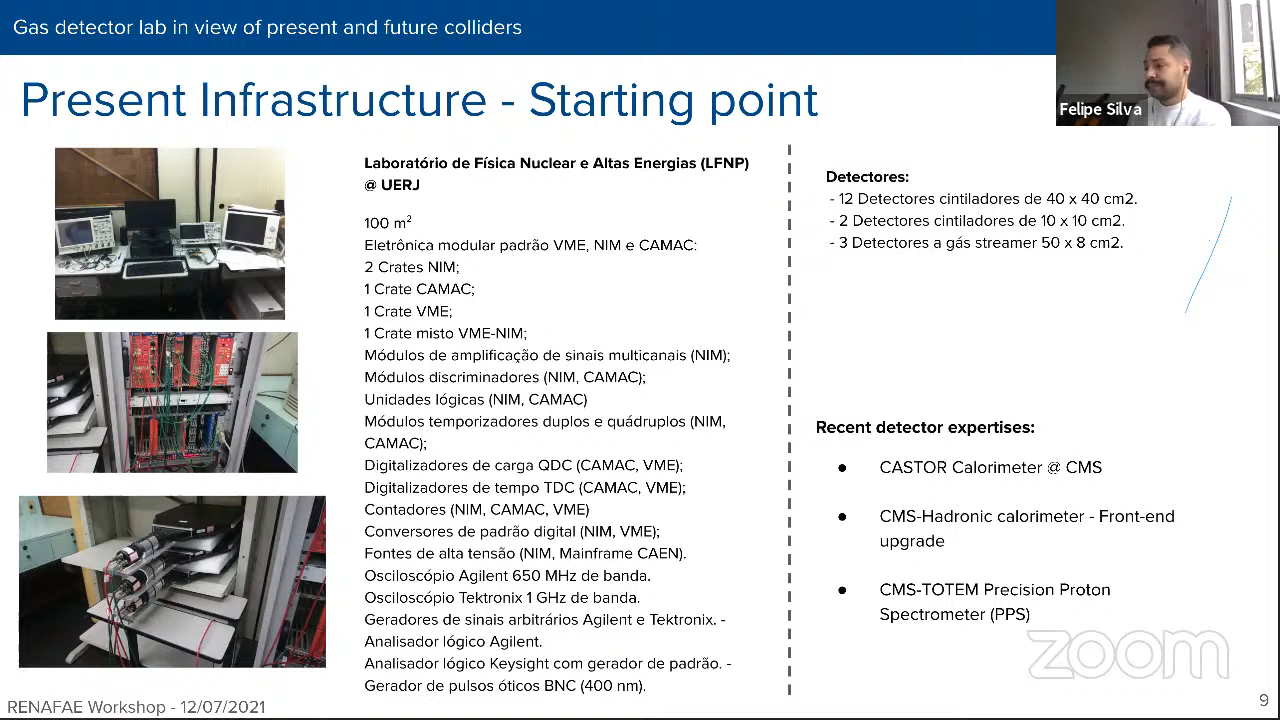 Gas detector lab in view of present and future colliders
Present Infrastructure - Starting point
Felipe Silva
Laboratório de Física Nuclear e Altas Energias (LFNP)
@ UERJ
100 m²
Eletrônica modular padrão VME, NIM e CAMAC:
2 Crates NIM;
1 Crate CAMAC;
1 Crate VME;
1 Crate misto VME-NIM;
Módulos de amplificação de sinais multicanais (NIM);
Módulos discriminadores (NIM, CAMAC);
Unidades lógicas (NIM, CAMAC)
Módulos temporizadores duplos e quádruplos (NIM,
CAMAC);
Digitalizadores de carga QDC (CAMAC, VME);
Digitalizadores de tempo TDC (CAMAC, VME);
Contadores (NIM, CAMAC, VME)
Conversores de padrão digital (NIM, VME);
Fontes de alta tensão (NIM, Mainframe CAEN).
Osciloscópio Agilent 650 MHz de banda.
Osciloscópio Tektronix 1 GHz de banda.
Geradores de sinais arbitrários Agilent e Tektronix. -
Analisador lógico Agilent.
Analisador lógico Keysight com gerador de padrão. -
Gerador de pulsos óticos BNC (400 nm).
Detectores:
- 12 Detectores cintiladores de 40 x 40 cm2.
- 2 Detectores cintiladores de 10 x 10 cm2.
- 3 Detectores a gás streamer 50 x 8 cm2.
Recent detector expertises:
● CASTOR Calorimeter @ CMS
● CMS-Hadronic calorimeter - Front-end
upgrade
● CMS-TOTEM Precision Proton
Spectrometer (PPS)
zoom
RENAFAE Workshop - 12/07/2021
9